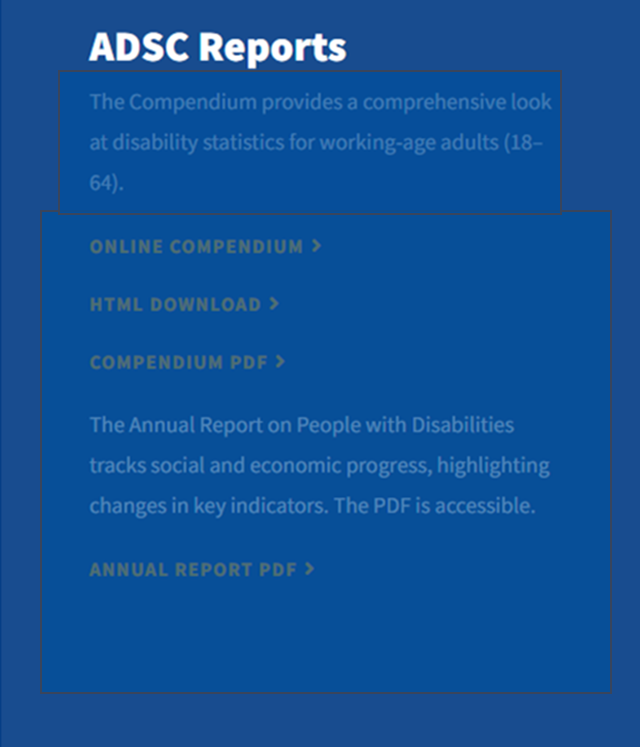 ADSC Reports
The Compendium provides a comprehensive look
at disability statistics for working-age adults (18–
64).
ONLINE COMPENDIUM >
HTML DOWNLOAD >
COMPENDIUM PDF >
The Annual Report on People with Disabilities
tracks social and economic progress, highlighting
changes in key indicators. The PDF is accessible.
ANNUAL REPORT PDF >